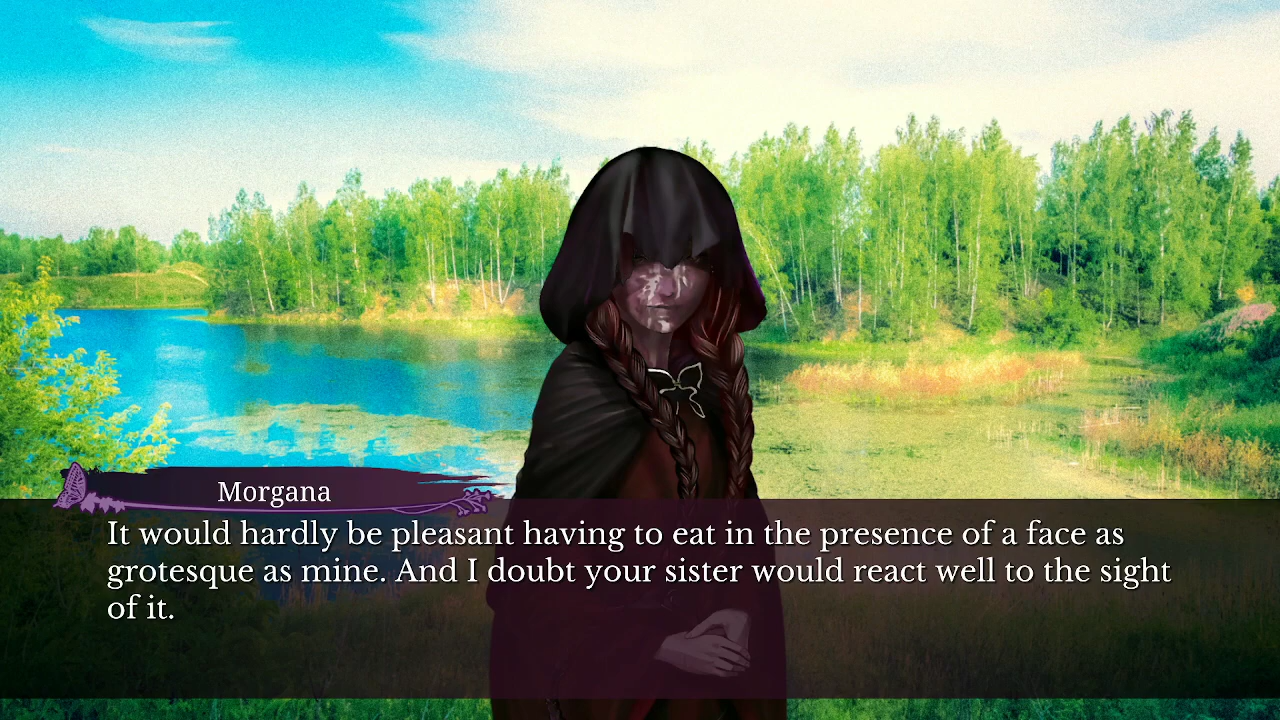 Morgana
It would hardly be pleasant having to eat in the presence of a face as
grotesque as mine. And I doubt your sister would react well to the sight
of it.